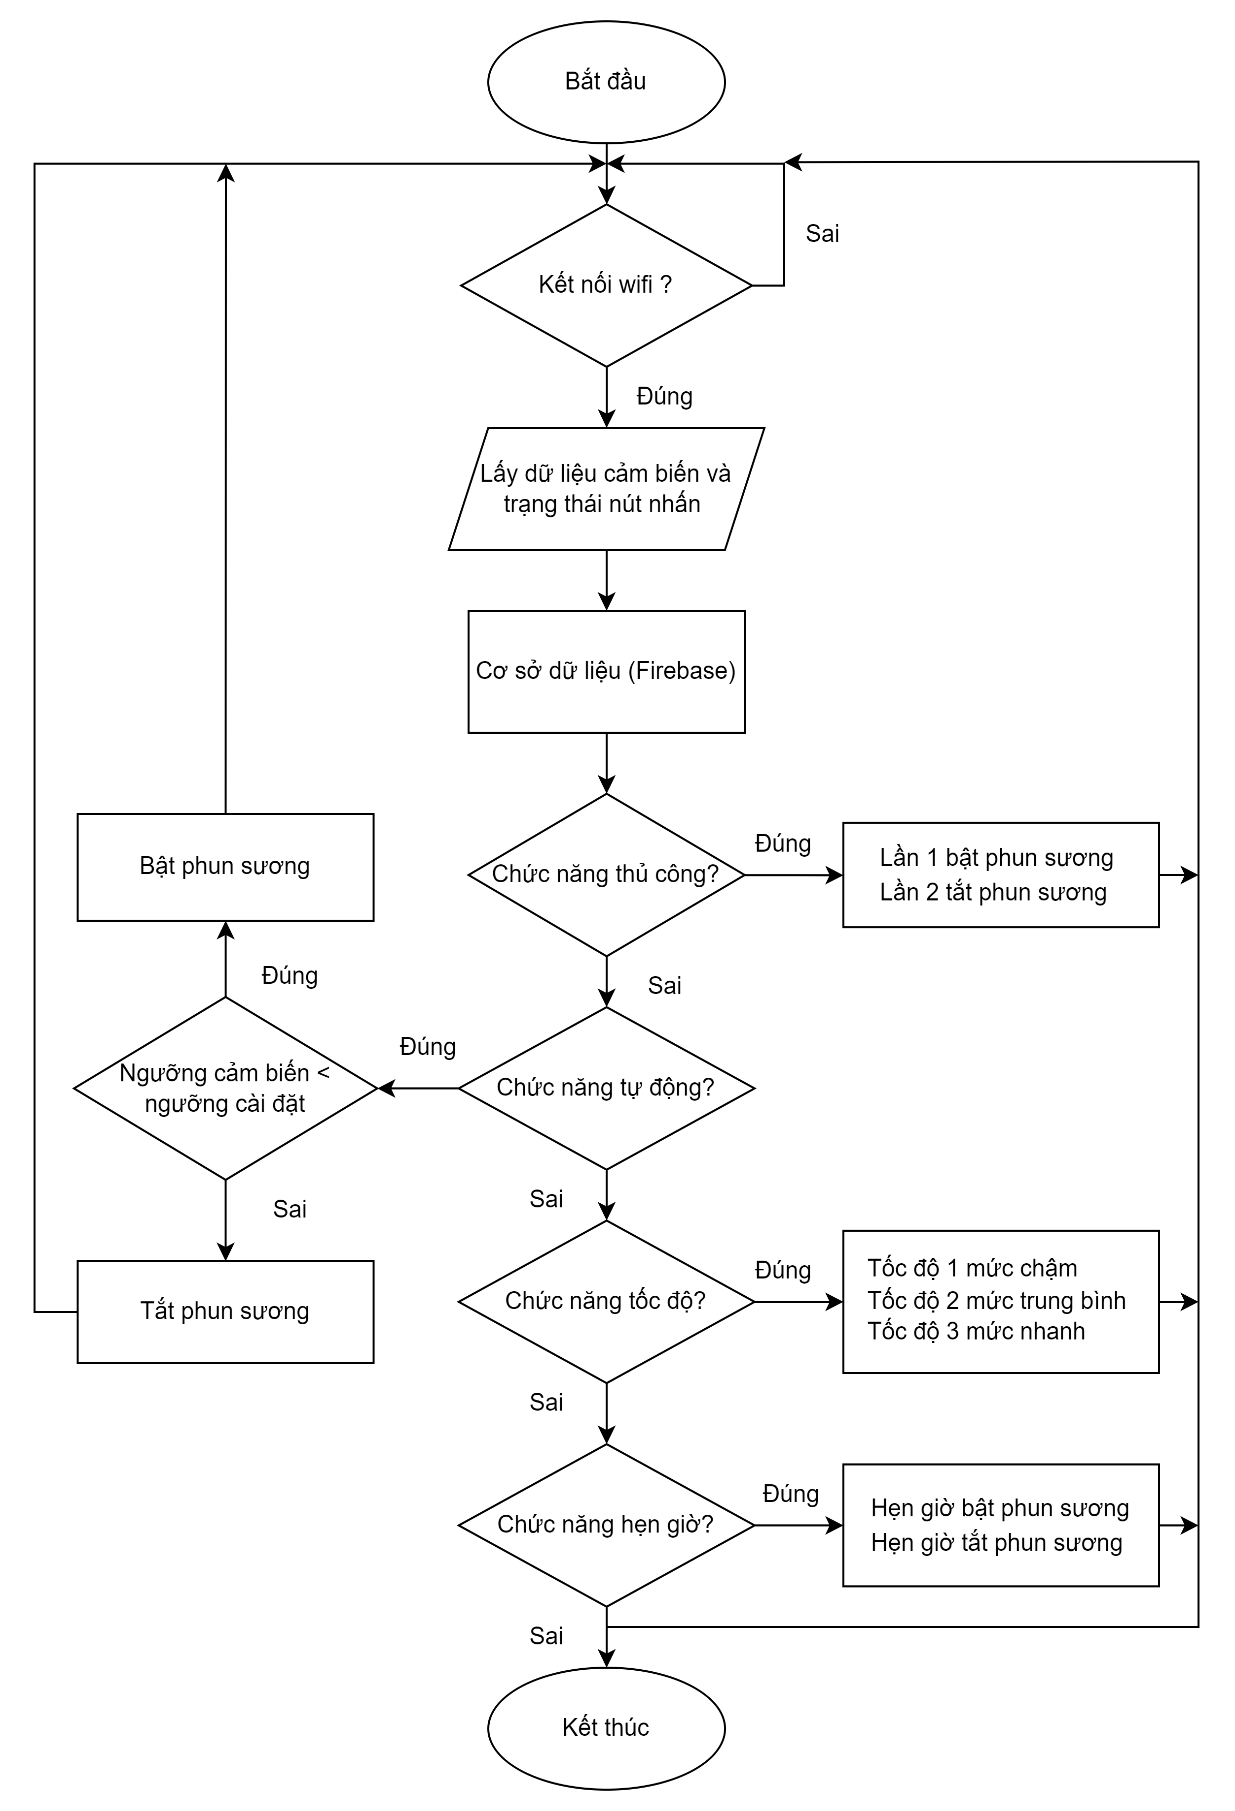 Bắt đầu
Sai
Kết nối wifi ?
Đúng
Lấy dữ liệu cảm biến và
trạng thái nút nhấn
Cơ sở dữ liệu (Firebase)
Đúng
Chức năng thủ công?
Lần 1 bật phun sương
Lần 2 tắt phun sương
Bật phun sương
Đúng
Sai
Đúng
Chức năng tự động?
Ngưỡng cảm biến <
ngưỡng cài đặt
Sai
Sai
Tắt phun sương
Đúng
Chức năng tốc độ?
Tốc độ 1 mức chậm
Tốc độ 2 mức trung bình
Tốc độ 3 mức nhanh
Sai
Đúng
Chức năng hẹn giờ?
Hẹn giờ bật phun sương
Hẹn giờ tắt phun sương
Sai
Kết thúc